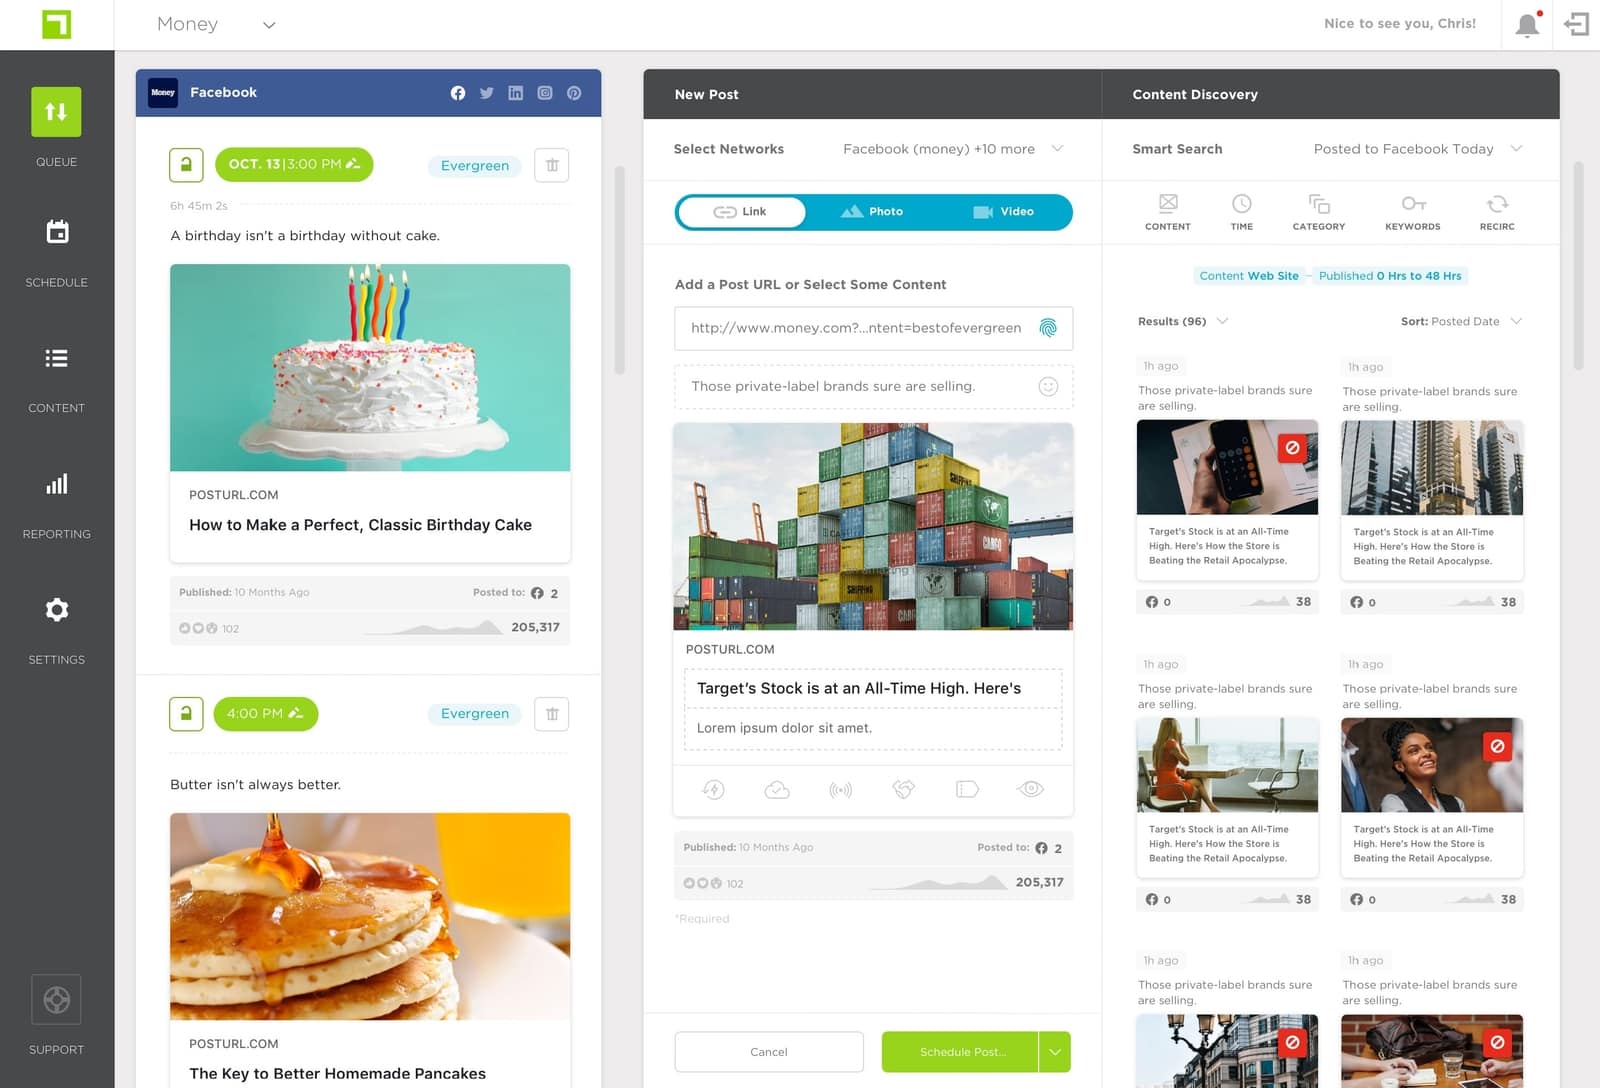 Money
Nice to see you, Chris!
QUEUE
SCHEDULE
CONTENT
REPORTING
SETTINGS
SUPPORT
Money
Facebook
OCT. 13|3:00 PM
Evergreen
6h 45m 2s
A birthday isn't a birthday without cake.
POSTURL.COM
How to Make a Perfect, Classic Birthday Cake
Published: 10 Months Ago
Posted to: 2
102
205,317
4:00 PM
Evergreen
Butter isn't always better.
POSTURL.COM
The Key to Better Homemade Pancakes
New Post
Select Networks
Facebook (money) +10 more
Link
Photo
Video
Add a Post URL or Select Some Content
http://www.money.com?...ntent=bestofevergreen
Those private-label brands sure are selling.
SHIPPING
CARGO
SHIPPING
CARGO
POSTURL.COM
Target's Stock is at an All-Time High. Here's
Lorem ipsum dolor sit amet.
Published: 10 Months Ago
Posted to: 2
102
205,317
*Required
Cancel
Schedule Post...
Content Discovery
Smart Search
Posted to Facebook Today
CONTENT
TIME
CATEGORY
KEYWORDS
RECIRC
Content Web Site – Published 0 Hrs to 48 Hrs
Results (96)
Sort: Posted Date
1h ago
Those private-label brands sure
are selling.
Target's Stock is at an All-Time
High. Here's How the Store is
Beating the Retail Apocalypse.
0
38
1h ago
Those private-label brands sure
are selling.
Target's Stock is at an All-Time
High. Here's How the Store is
Beating the Retail Apocalypse.
0
38
1h ago
Those private-label brands sure
are selling.
Target's Stock is at an All-Time
High. Here's How the Store is
Beating the Retail Apocalypse.
0
38
1h ago
Those private-label brands sure
are selling.
Target's Stock is at an All-Time
High. Here's How the Store is
Beating the Retail Apocalypse.
0
38
1h ago
Those private-label brands sure
are selling.
1h ago
Those private-label brands sure
are selling.